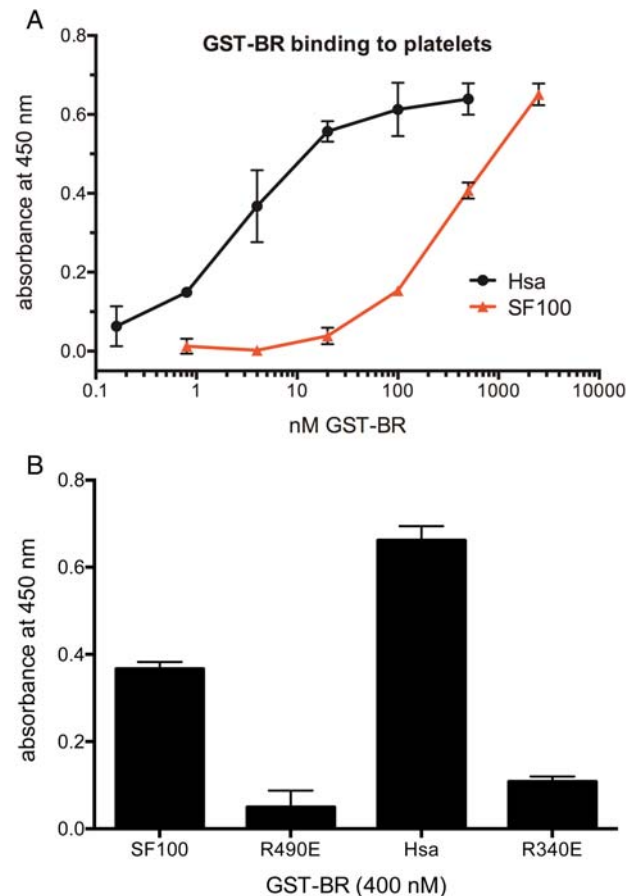 A
GST-BR binding to platelets
absorbance at 450 nm
0.8
0.6
0.4
0.2
0.0
Hsa
SF100
0.1 1 10 100 1000 10000
nM GST-BR
B
absorbance at 450 nm
0.8
0.6
0.4
0.2
0.0
SF100 R490E Hsa R340E
GST-BR (400 nM)